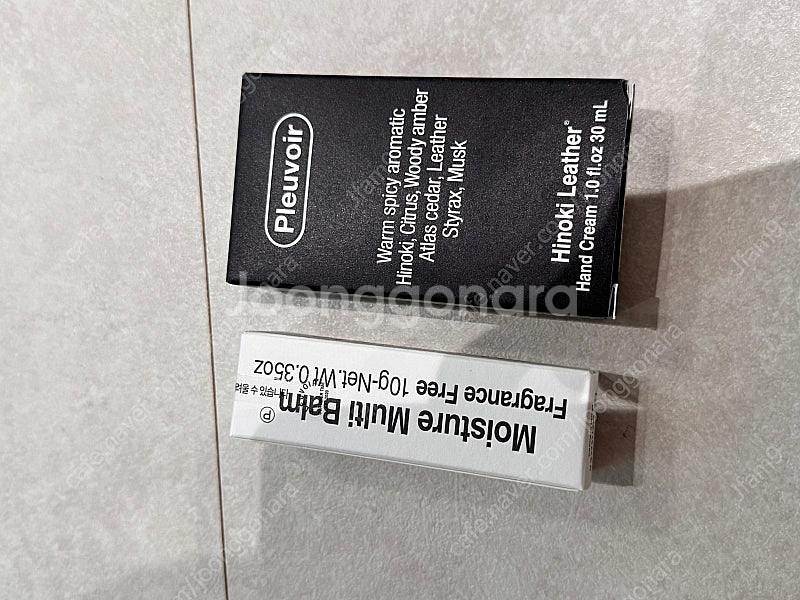 Pleuvoir
Warm spicy aromatic
Hinoki, Citrus, Woody amber
Atlas cedar, Leather
Styrax, Musk
Hinoki Leather®
Hand Cream 1.0 fl.oz 30 mL
Joonggonara
Ⓟ
Moisture Multi Balm
Fragrance Free 10g-Net.Wt 0.35oz